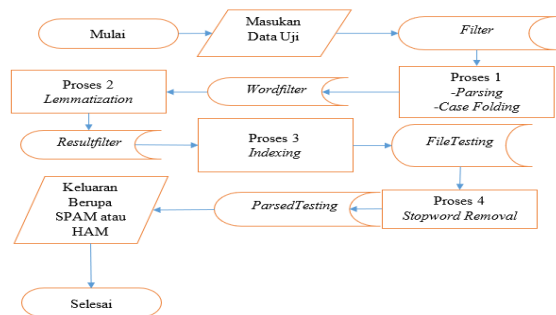 Mulai
Masukan
Data Uji
Filter
Proses 1
-Parsing
-Case Folding
Wordfilter
Proses 2
Lemmatization
Resultfilter
Proses 3
Indexing
FileTesting
Proses 4
Stopword Removal
ParsedTesting
Keluaran
Berupa
SPAM atau
HAM
Selesai